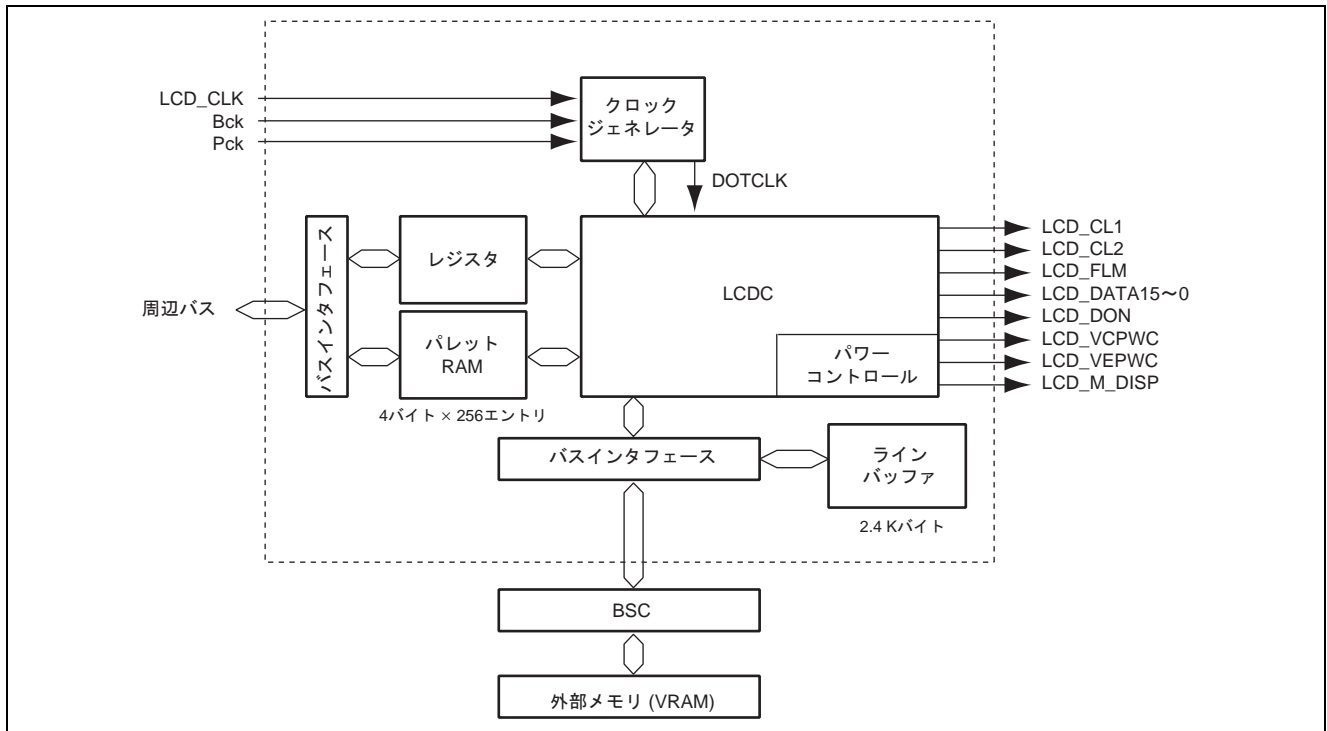 LCD_CLK
Bck
Pck
クロック
ジェネレータ
DOTCLK
バスインタフェース
レジスタ
LCDC
LCD_CL1
LCD_CL2
LCD_FLM
LCD_DATA15～0
LCD_DON
LCD_VCPWC
LCD_VEPWC
LCD_M_DISP
周辺バス
パレット
RAM
パワー
コントロール
4バイト × 256エントリ
バスインタフェース
ライン
バッファ
2.4 Kバイト
BSC
外部メモリ (VRAM)